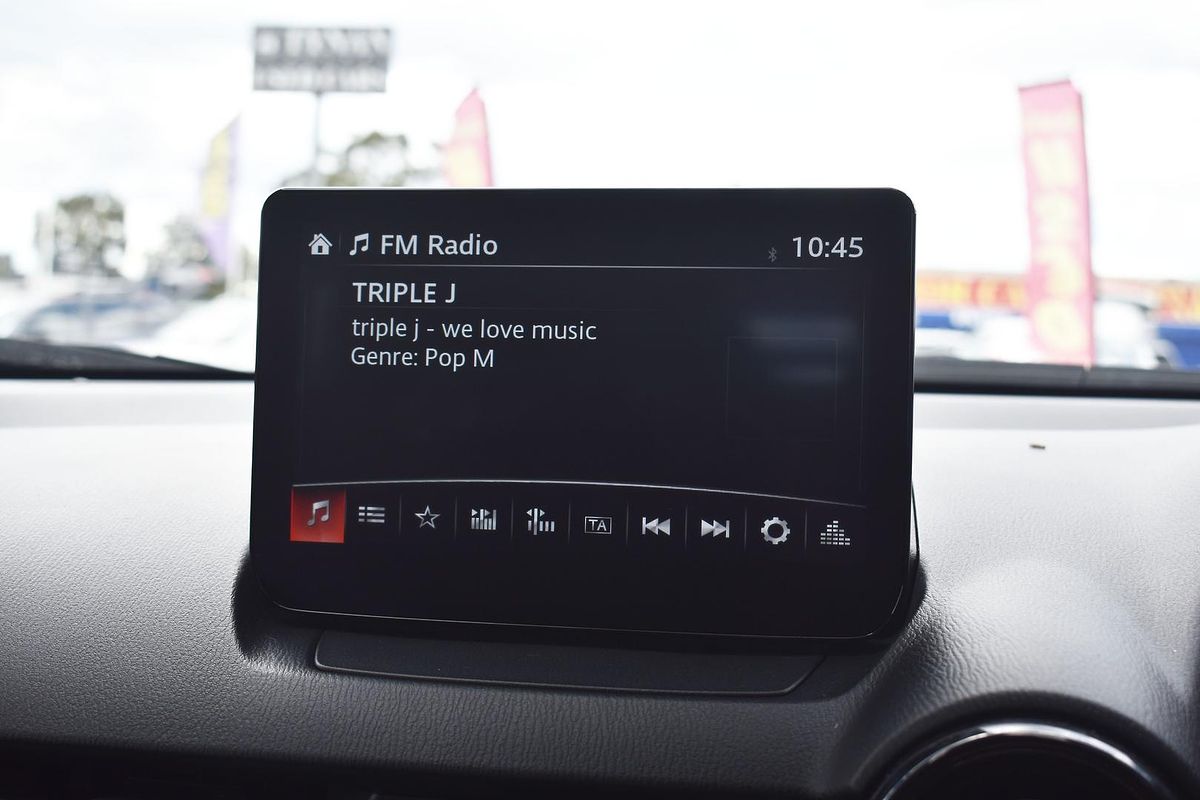 FM Radio
10:45
TRIPLE J
triple j - we love music
Genre: Pop M
TA